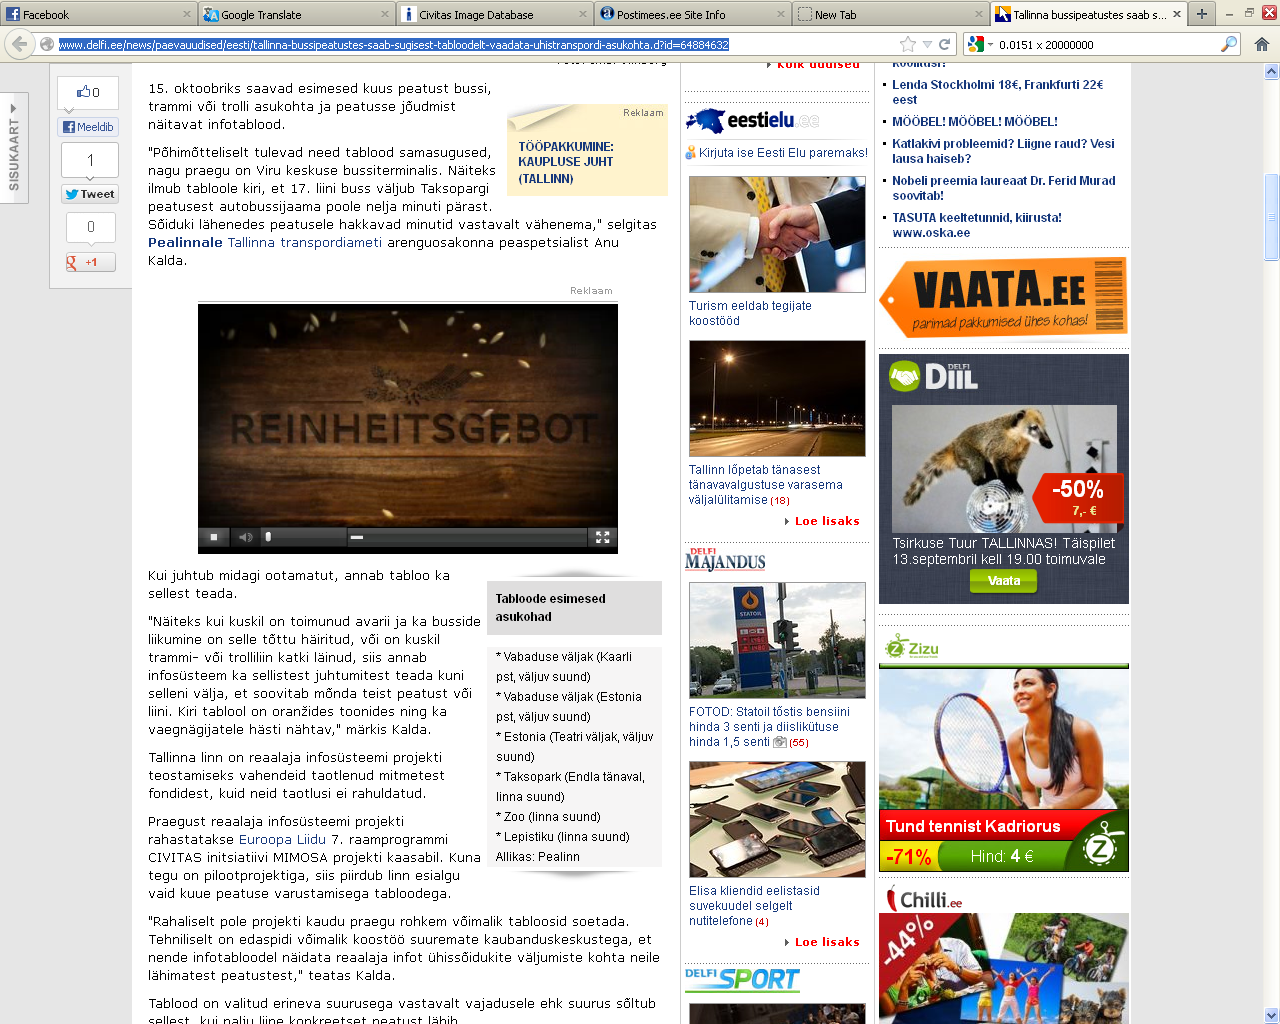 Facebook
Google Translate
Civitas Image Database
Postimees.ee Site Info
New Tab
Tallinna bussipeatustes saab s...
www.delfi.ee/news/paevauudised/eesti/tallinna-bussipeatustes-saab-sugisest-tabloodelt-vaadata-uhistranspordi-asukohta.d?id=64884632
0.0151 x 20000000
SISUKAART
0
Meeldib
1
Tweet
0
+1
15. oktoobriks saavad esimesed kuus peatust bussi,
trammi või trolli asukohta ja peatusse jõudmist
näitavat infotablood.
Reklaam
TÖÖPAKKUMINE:
KAUPLUSE JUHT
(TALLINN)
"Põhimõtteliselt tulevad need tablood samasugused,
nagu praegu on Viru keskuse bussiterminalis. Näiteks
ilmub tabloole kiri, et 17. liini buss väljub Taksopargi
peatusest autobussijaama poole nelja minuti pärast.
Sõiduki lähenedes peatusele hakkavad minutid vastavalt vähenema," selgitas
Pealinnale Tallinna transpordiameti arenguosakonna peaspetsialist Anu
Kalda.
Reklaam
REINHEITSGEBOT
Kui juhtub midagi ootamatut, annab tabloo ka
sellest teada.
"Näiteks kui kuskil on toimunud avarii ja ka busside
liikumine on selle tõttu häiritud, või on kuskil
trammi- või trolliliin katki läinud, siis annab
infosüsteem ka sellistest juhtumitest teada kuni
selleni välja, et soovitab mõnda teist peatust või
liini. Kiri tablool on oranžides toonides ning ka
vaegnägijatele hästi nähtav," märkis Kalda.
Tallinna linn on reaalaja infosüsteemi projekti
teostamiseks vahendeid taotlenud mitmetest
fondidest, kuid neid taotlusi ei rahuldatud.
Praegust reaalaja infosüsteemi projekti
rahastatakse Euroopa Liidu 7. raamprogrammi
CIVITAS initsiatiivi MIMOSA projekti kaasabil. Kuna
tegu on pilootprojektiga, siis piirdub linn esialgu
vaid kuue peatuse varustamisega tabloodega.
"Rahaliselt pole projekti kaudu praegu rohkem võimalik tabloosid soetada.
Tehniliselt on edaspidi võimalik koostöö suuremate kaubanduskeskustega, et
nende infotabloodel näidata reaalaja infot ühissõidukite väljumiste kohta neile
lähimatest peatustest," teatas Kalda.
Tablood on valitud erineva suurusega vastavalt vajadusele ehk suurus sõltub
sellest, kui palju liine konkreetset peatust läbib.
Tabloode esimesed
asukohad
* Vabaduse väljak (Kaarli
pst, väljuv suund)
* Vabaduse väljak (Estonia
pst, väljuv suund)
* Estonia (Teatri väljak, väljuv
suund)
* Taksopark (Endla tänaval,
linna suund)
* Zoo (linna suund)
* Lepistiku (linna suund)
Allikas: Pealinn
Kõik uudised
eestielu.ee
Kirjuta ise Eesti Elu paremaks!
Turism eeldab tegijate
koostööd
Tallinn lõpetab tänasest
tänavavalgustuse varasema
väljalülitamise (18)
Loe lisaks
DELFI
MAJANDUS
STATOIL
FOTOD: Statoil tõstis bensiini
hinda 3 senti ja diislikütuse
hinda 1,5 senti (55)
Elisa kliendid eelistasid
suvekuudel selgelt
nutitelefone (4)
Loe lisaks
DELFI SPORT
koolitusi!
Lenda Stockholmi 18€, Frankfurti 22€
eest
MÖÖBEL! MÖÖBEL! MÖÖBEL!
Katlakivi probleemid? Liigne raud? Vesi
lausa haiseb?
Nobeli preemia laureaat Dr. Ferid Murad
soovitab!
TASUTA keeltetunnid, kiirusta!
www.oska.ee
VAATA.EE
parimad pakkumised ühes kohas!
DELFI
DIIL
-50%
7,- €
Tsirkuse Tuur TALLINNAS! Täispilet
13.septembril kell 19.00 toimuvale
Vaata
Zizu
Tund tennist Kadriorus
-71%
Hind: 4 €
Chilli.ee
-44%